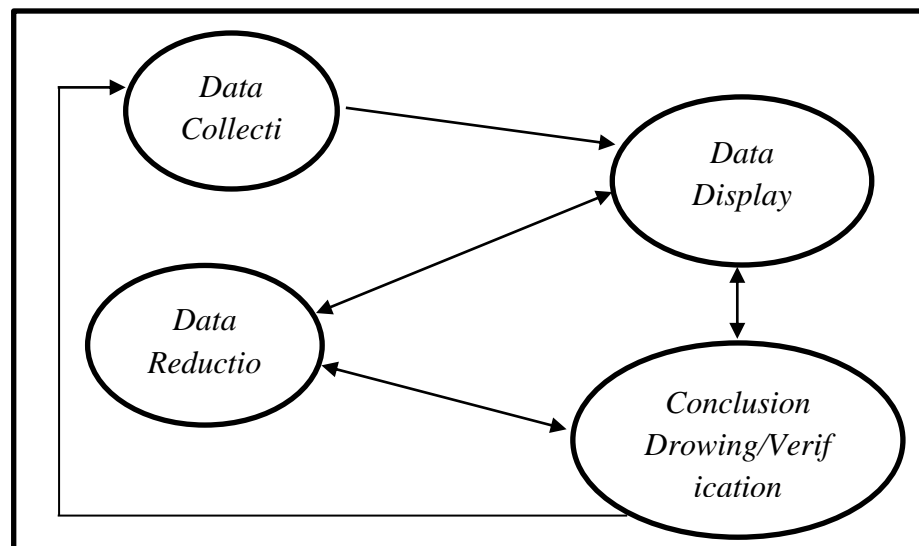 Data
Collecti
Data
Display
Data
Reductio
Conclusion
Drowing/Verif
ication